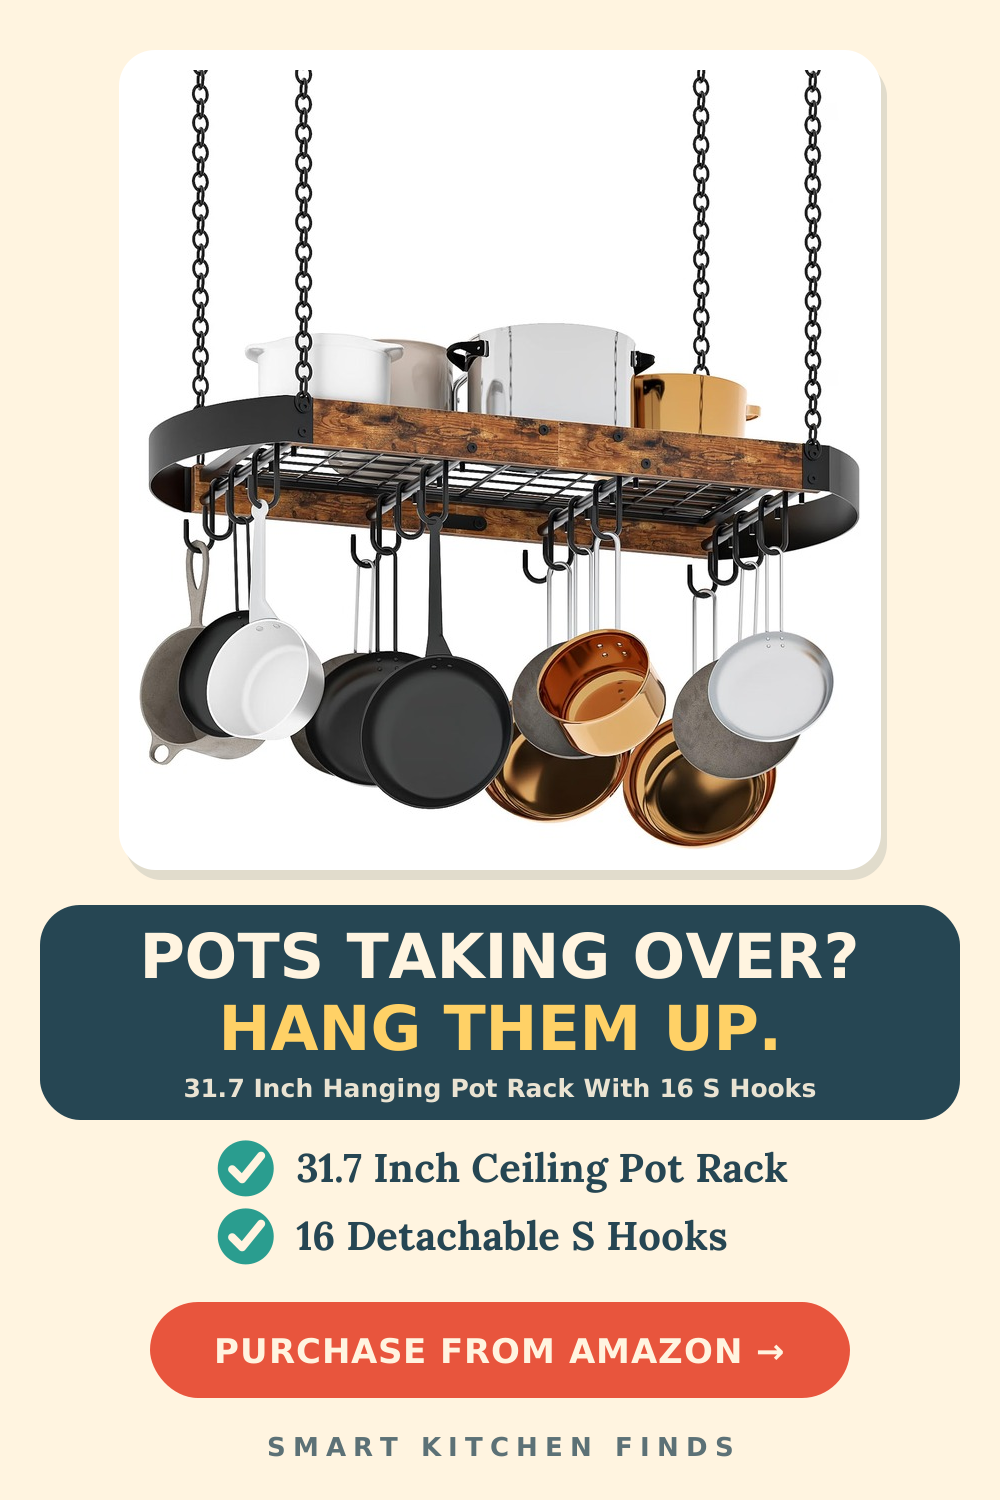 POTS TAKING OVER?
HANG THEM UP.
31.7 Inch Hanging Pot Rack With 16 S Hooks
31.7 Inch Ceiling Pot Rack
16 Detachable S Hooks
PURCHASE FROM AMAZON →
SMART KITCHEN FINDS